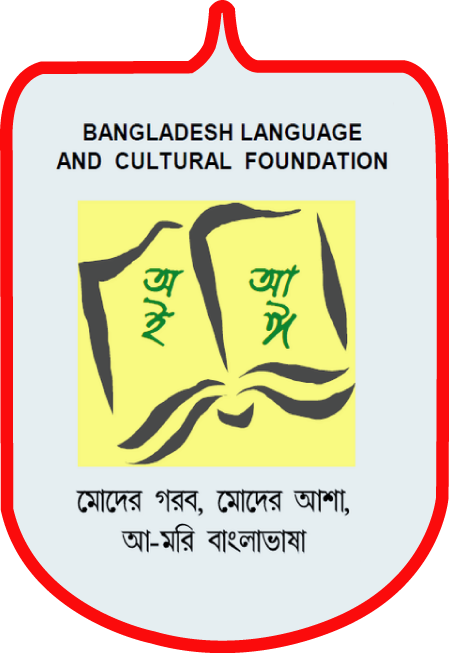 BANGLADESH LANGUAGE
AND CULTURAL FOUNDATION
অ আ
ই ঈ
মোদের গরব, মোদের আশা,
আ-মরি বাংলাভাষা